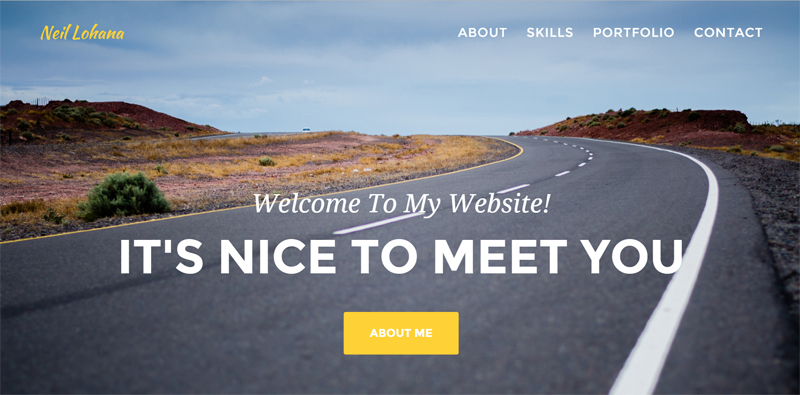 Neil Lohana
ABOUT SKILLS PORTFOLIO CONTACT
Welcome To My Website!
IT'S NICE TO MEET YOU
ABOUT ME